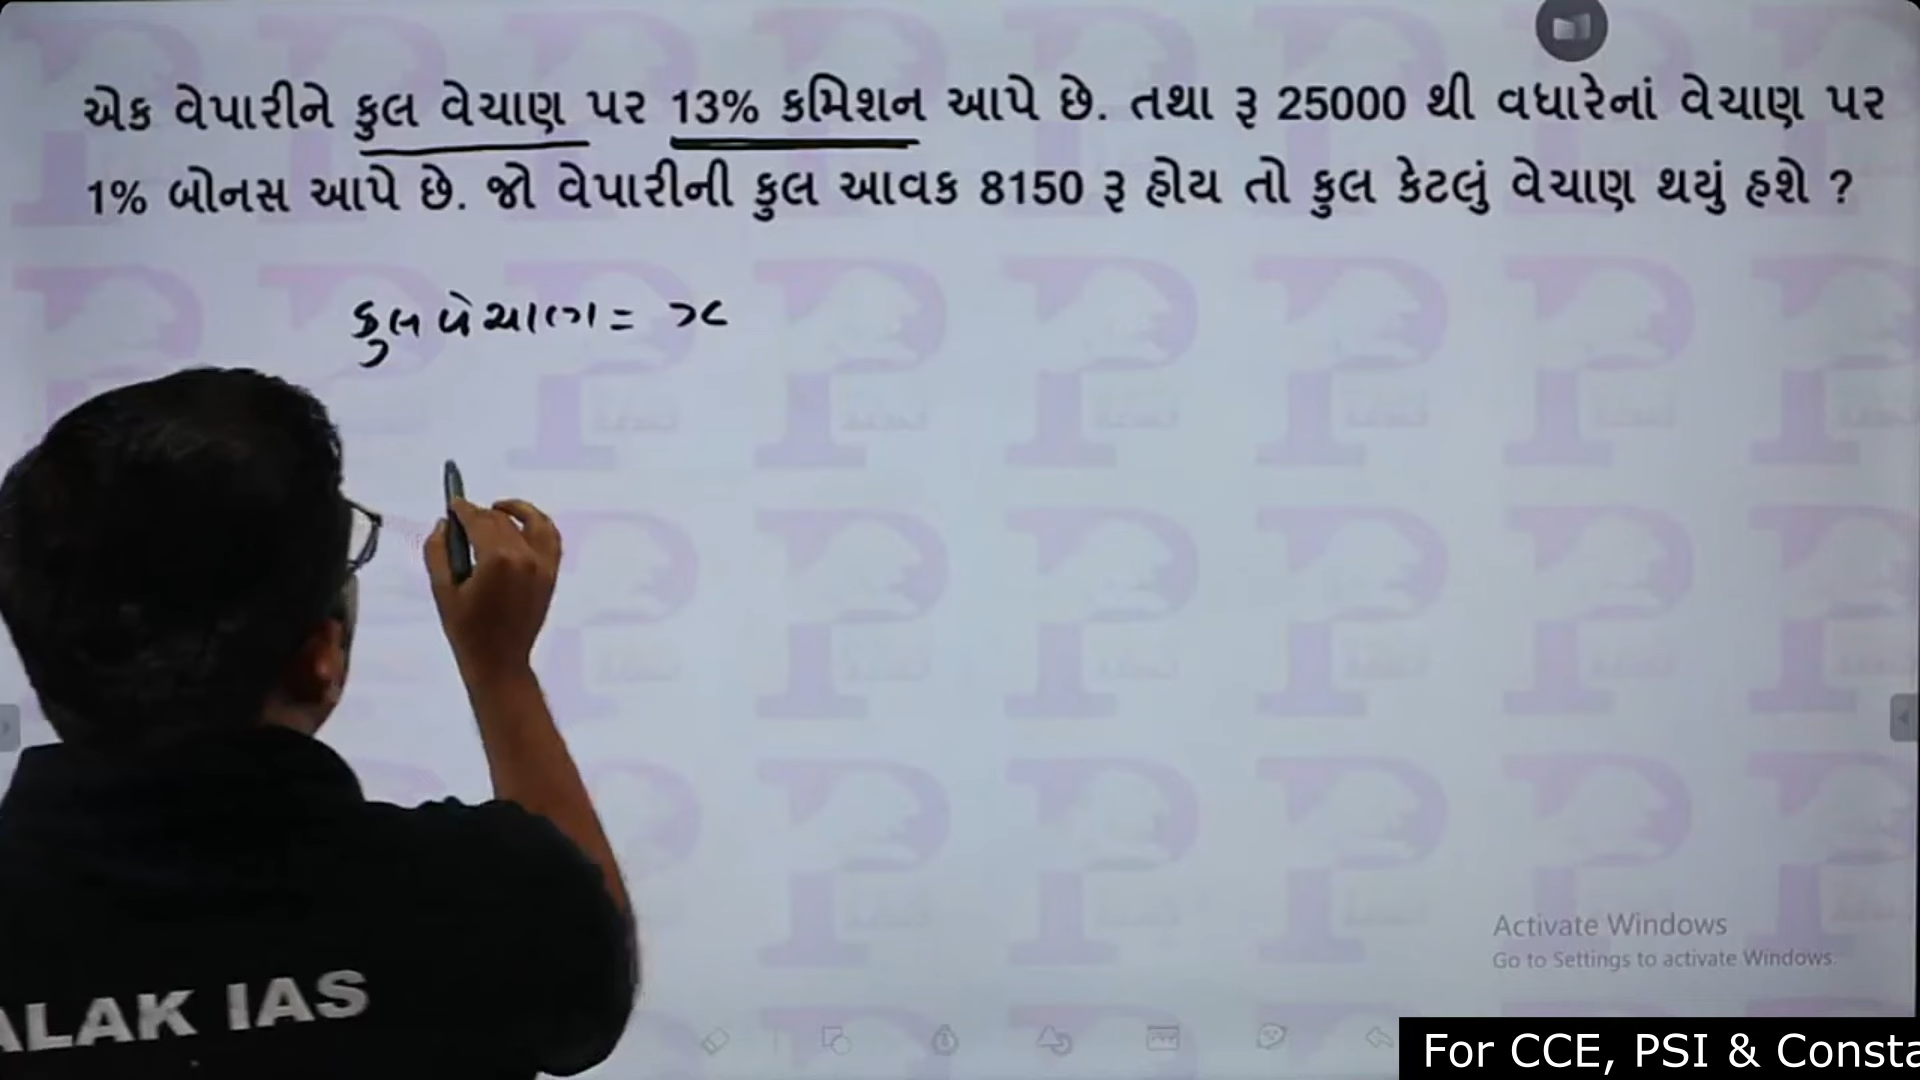 એક વેપારીને કુલ વેચાણ પર 13% કમિશન આપે છે. તથા રૂ 25000 થી વધારેનાં વેચાણ પર
1% બોનસ આપે છે. જો વેપારીની કુલ આવક 8150 રૂ હોય તો કુલ કેટલું વેચાણ થયું હશે ?
કુલ વેચાણ = x
ALAK IAS
Activate Windows
Go to Settings to activate Windows.
For CCE, PSI & Consta